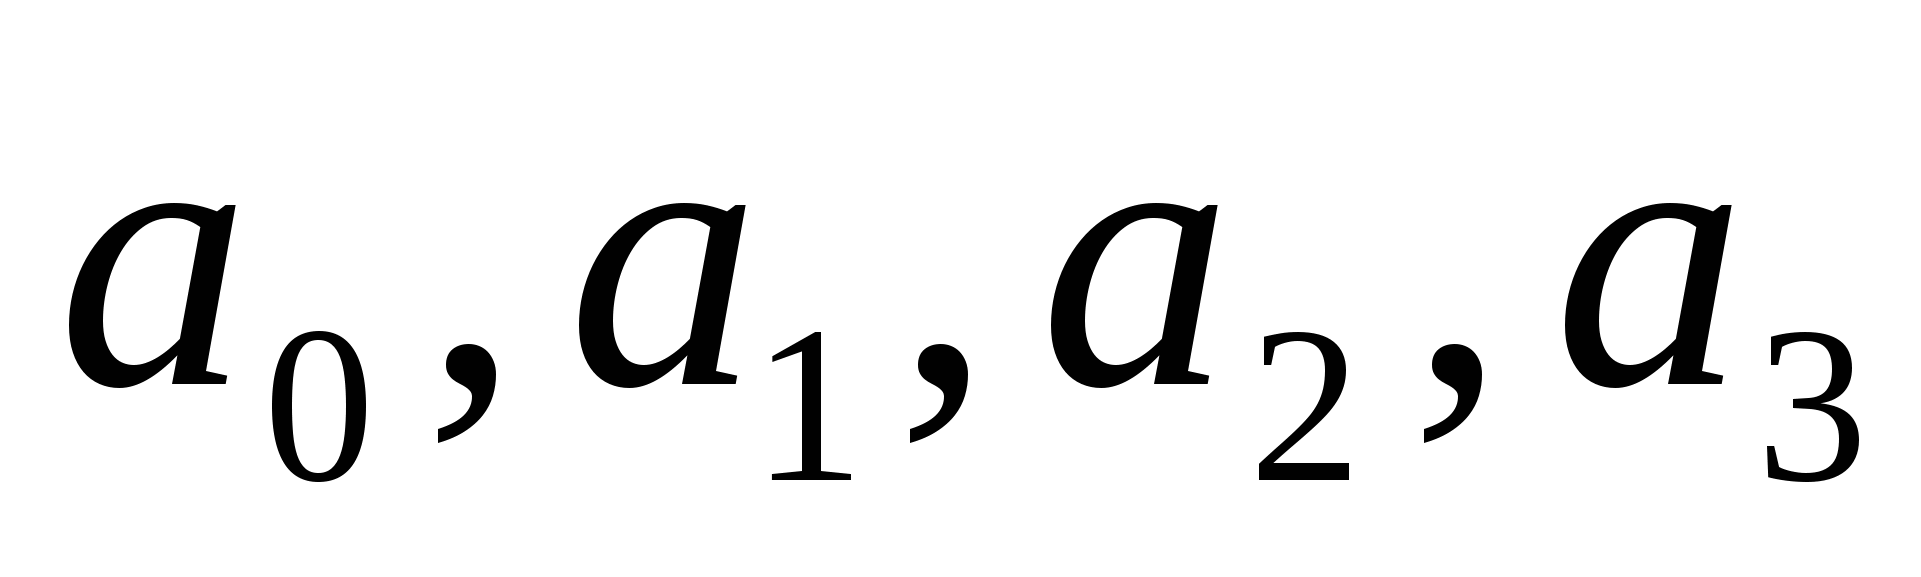 a₀, a₁, a₂, a₃